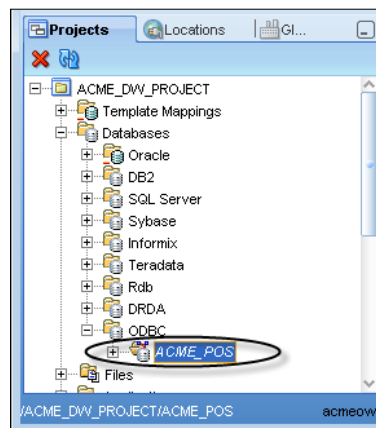 Projects Locations Gl...
ACME_DW_PROJECT
Template Mappings
Databases
Oracle
DB2
SQL Server
Sybase
Informix
Teradata
Rdb
DRDA
ODBC
ACME_POS
Files
/ACME_DW_PROJECT/ACME_POS acmeow